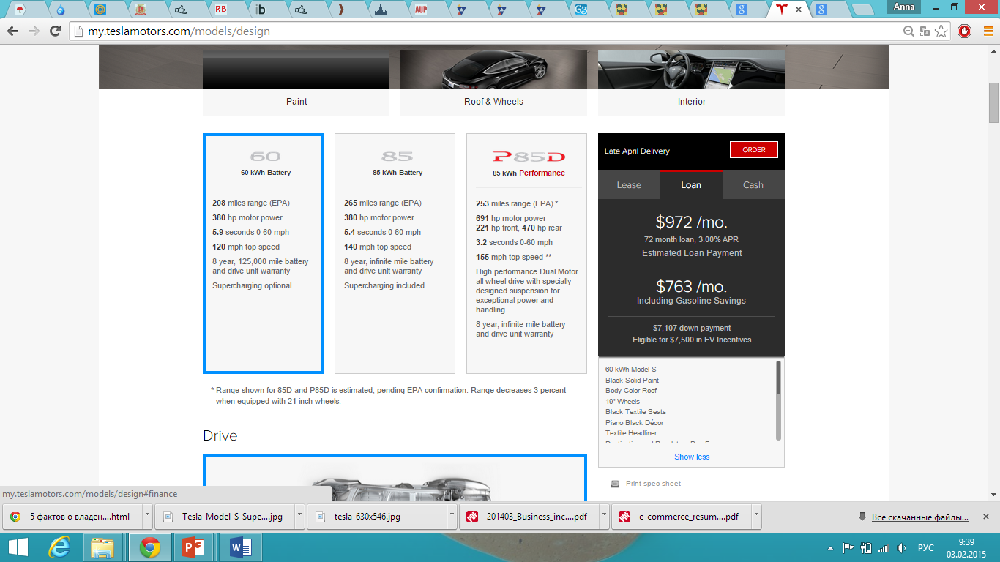 RB
ib
AUP
8
8
Anna
my.teslamotors.com/models/design
Paint
Roof & Wheels
Interior
60
60 kWh Battery
208 miles range (EPA)
380 hp motor power
5.9 seconds 0-60 mph
120 mph top speed
8 year, 125,000 mile battery
and drive unit warranty
Supercharging optional
85
85 kWh Battery
265 miles range (EPA)
380 hp motor power
5.4 seconds 0-60 mph
140 mph top speed
8 year, infinite mile battery
and drive unit warranty
Supercharging included
P85D
85 kWh Performance
253 miles range (EPA) *
691 hp motor power
221 hp front, 470 hp rear
3.2 seconds 0-60 mph
155 mph top speed **
High performance Dual Motor
all wheel drive with specially
designed suspension for
exceptional power and
handling
8 year, infinite mile battery
and drive unit warranty
Late April Delivery
ORDER
Lease
Loan
Cash
$972 /mo.
72 month loan, 3.00% APR
Estimated Loan Payment
$763 /mo.
Including Gasoline Savings
$7,107 down payment
Eligible for $7,500 in EV Incentives
60 kWh Model S
Black Solid Paint
Body Color Roof
19" Wheels
Black Textile Seats
Piano Black Décor
Textile Headliner
Destination and Regulatory Doc Fee
Show less
Print spec sheet
* Range shown for 85D and P85D is estimated, pending EPA confirmation. Range decreases 3 percent
when equipped with 21-inch wheels.
Drive
my.teslamotors.com/models/design#finance
5 фактов о владен....html
Tesla-Model-S-Supe....jpg
tesla-630x546.jpg
201403_Business_inc....pdf
e-commerce_resum....pdf
Все скачанные файлы...
РУС
9:39
03.02.2015